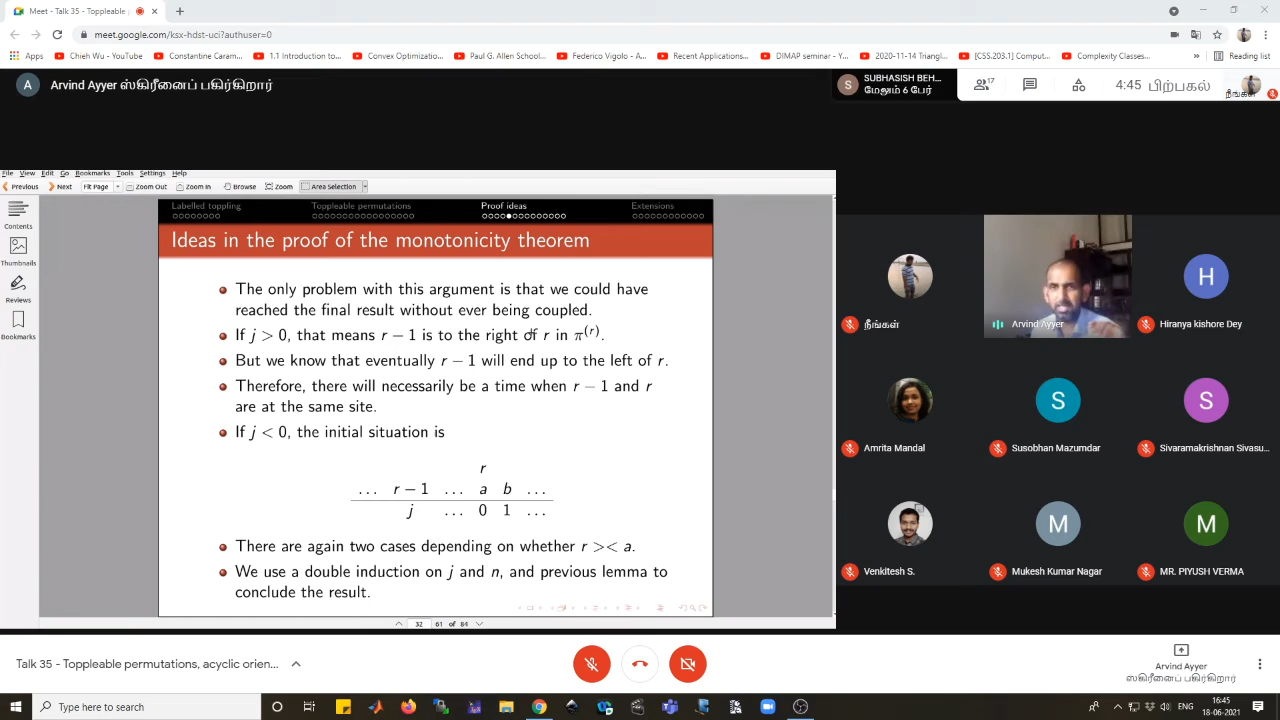 Meet - Talk 35 - Toppleable
meet.google.com/ksx-hdst-uci?authuser=0
Apps
Chieh Wu - YouTube
Constantine Caram...
1.1 Introduction to...
Convex Optimizatio...
Paul G. Allen School...
Federico Vigolo - A...
Recent Applications...
DIMAP seminar - Y...
2020-11-14 Triangl...
[CSS.203.1] Comput...
Complexity Classes...
Reading list
A
Arvind Ayyer ஸ்கிரீனைப் பகிர்கிறார்
S
SUBHASISH BEH...
மேலும் 6 பேர்
17
4:45 பிற்பகல்
நீங்கள்
File View Edit Go Bookmarks Tools Settings Help
Previous Next Fit Page Zoom Out Zoom In Browse Zoom Area Selection
Contents
Thumbnails
Reviews
Bookmarks
Labelled toppling Toppleable permutations Proof ideas Extensions
Ideas in the proof of the monotonicity theorem
The only problem with this argument is that we could have
reached the final result without ever being coupled.
If j > 0, that means r − 1 is to the right of r in π^(r).
But we know that eventually r − 1 will end up to the left of r.
Therefore, there will necessarily be a time when r − 1 and r
are at the same site.
If j < 0, the initial situation is
r
... r − 1 ... a b ...
j ... 0 1 ...
There are again two cases depending on whether r >< a.
We use a double induction on j and n, and previous lemma to
conclude the result.
32 61 of 84
நீங்கள்
Arvind Ayyer
H
Hiranya kishore Dey
Amrita Mandal
S
Susobhan Mazumdar
S
Sivaramakrishnan Sivasu...
Venkitesh S.
M
Mukesh Kumar Nagar
M
MR. PIYUSH VERMA
Talk 35 - Toppleable permutations, acyclic orien...
Arvind Ayyer
ஸ்கிரீனைப் பகிர்கிறார்
Type here to search
ENG
16:45
18-06-2021